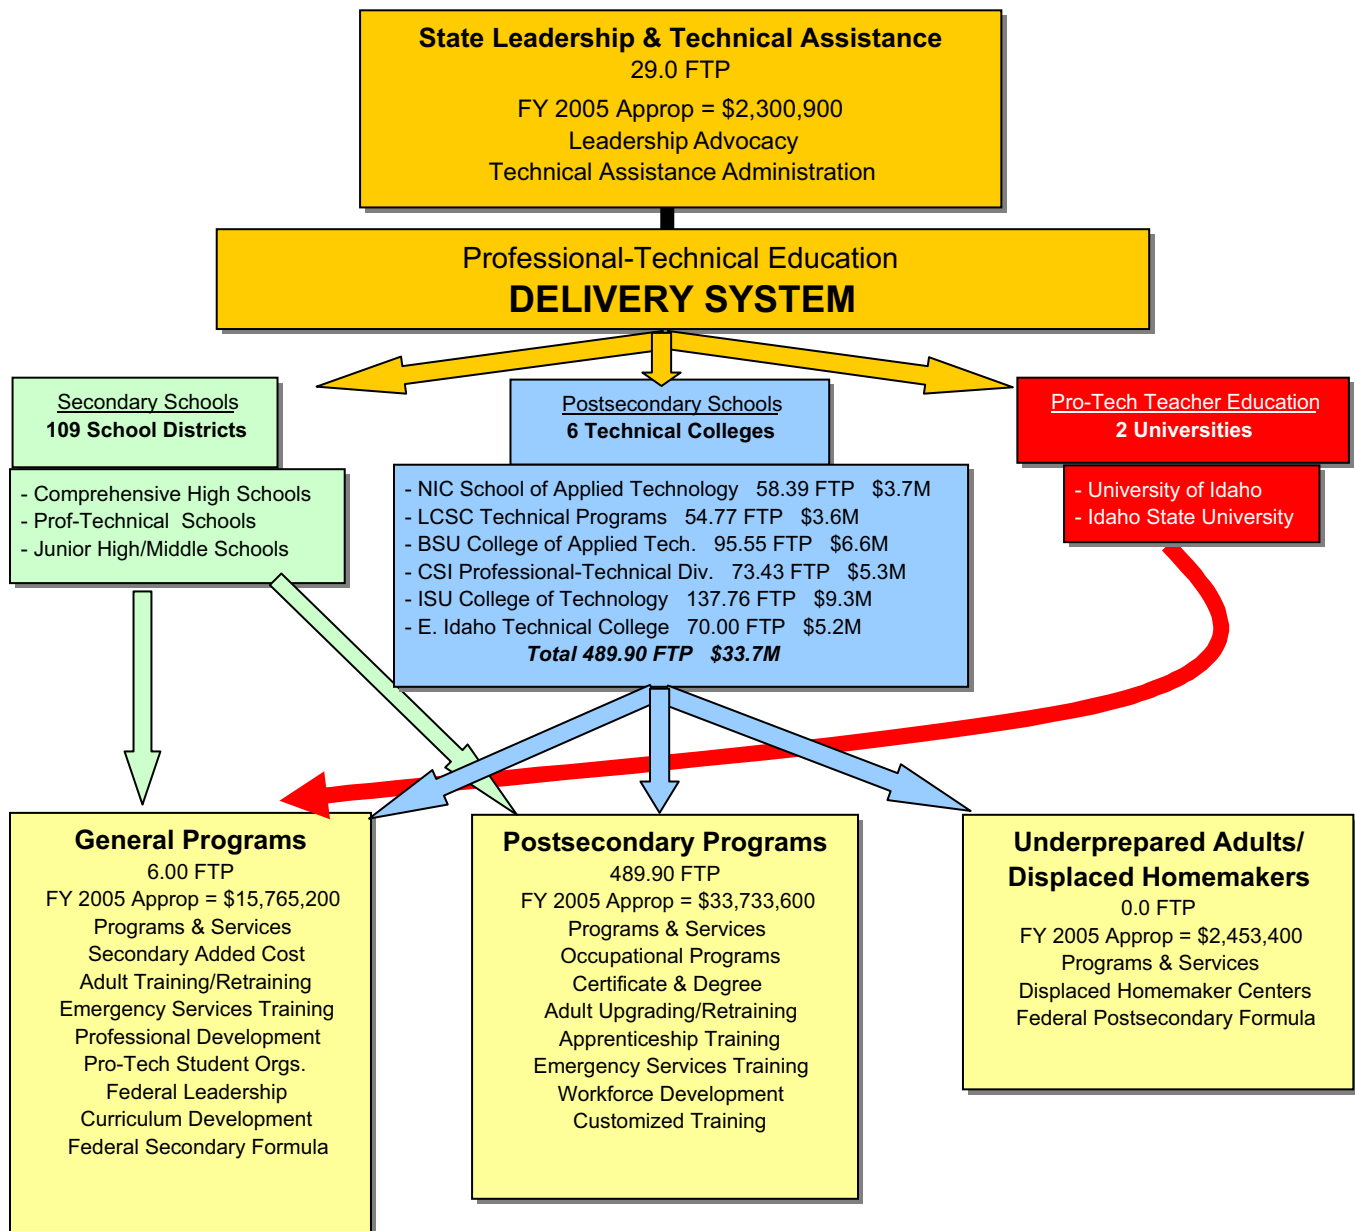 State Leadership & Technical Assistance
29.0 FTP
FY 2005 Approp = $2,300,900
Leadership Advocacy
Technical Assistance Administration
Professional-Technical Education
DELIVERY SYSTEM
Secondary Schools
109 School Districts
- Comprehensive High Schools
- Prof-Technical Schools
- Junior High/Middle Schools
Postsecondary Schools
6 Technical Colleges
- NIC School of Applied Technology 58.39 FTP $3.7M
- LCSC Technical Programs 54.77 FTP $3.6M
- BSU College of Applied Tech. 95.55 FTP $6.6M
- CSI Professional-Technical Div. 73.43 FTP $5.3M
- ISU College of Technology 137.76 FTP $9.3M
- E. Idaho Technical College 70.00 FTP $5.2M
Total 489.90 FTP $33.7M
Pro-Tech Teacher Education
2 Universities
- University of Idaho
- Idaho State University
General Programs
6.00 FTP
FY 2005 Approp = $15,765,200
Programs & Services
Secondary Added Cost
Adult Training/Retraining
Emergency Services Training
Professional Development
Pro-Tech Student Orgs.
Federal Leadership
Curriculum Development
Federal Secondary Formula
Postsecondary Programs
489.90 FTP
FY 2005 Approp = $33,733,600
Programs & Services
Occupational Programs
Certificate & Degree
Adult Upgrading/Retraining
Apprenticeship Training
Emergency Services Training
Workforce Development
Customized Training
Underprepared Adults/
Displaced Homemakers
0.0 FTP
FY 2005 Approp = $2,453,400
Programs & Services
Displaced Homemaker Centers
Federal Postsecondary Formula